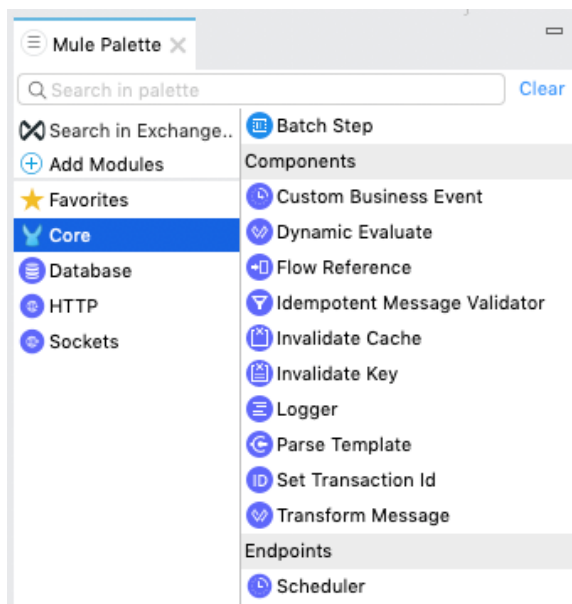 Mule Palette
Search in palette
Clear
Search in Exchange..
Add Modules
Favorites
Core
Database
HTTP
Sockets
Batch Step
Components
Custom Business Event
Dynamic Evaluate
Flow Reference
Idempotent Message Validator
Invalidate Cache
Invalidate Key
Logger
Parse Template
ID Set Transaction Id
Transform Message
Endpoints
Scheduler